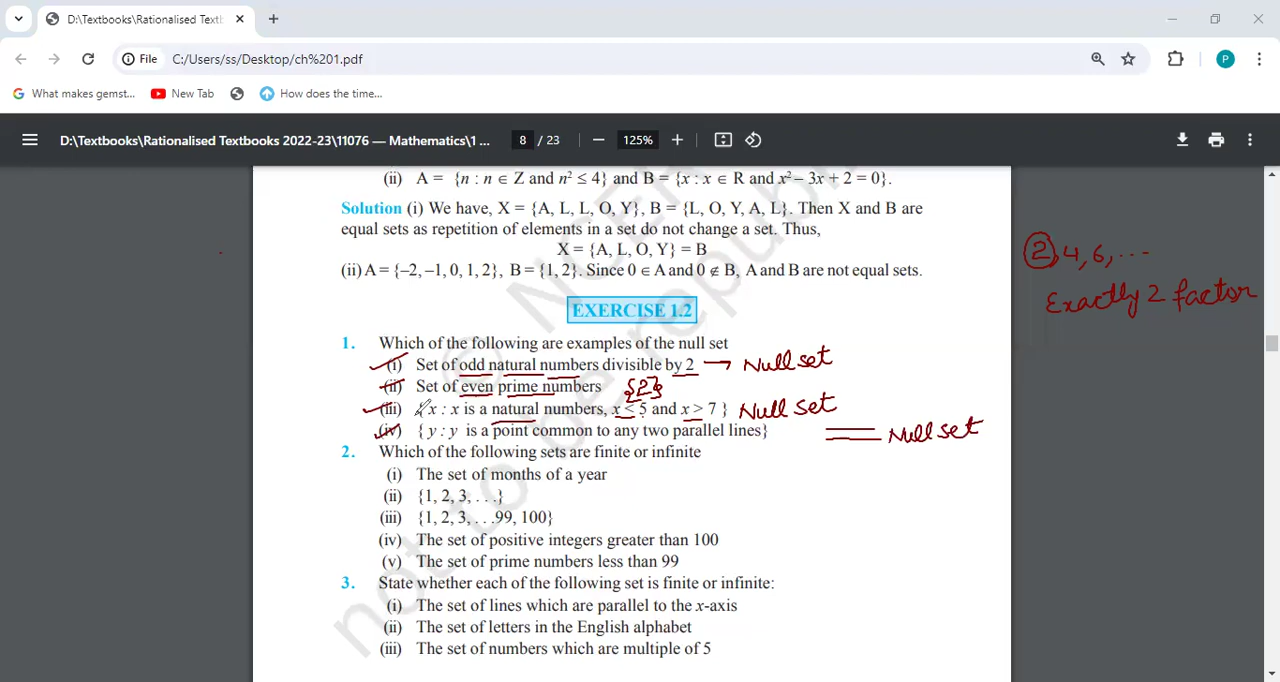 D:\Textbooks\Rationalised Textb
C:/Users/ss/Desktop/ch%201.pdf
File
P
What makes gemst...
New Tab
How does the time...
D:\Textbooks\Rationalised Textbooks 2022-23\11076 — Mathematics\1 ...
8 / 23
125%
(ii) A = {n : n ∈ Z and n² ≤ 4} and B = {x : x ∈ R and x² – 3x + 2 = 0}.
Solution (i) We have, X = {A, L, L, O, Y}, B = {L, O, Y, A, L}. Then X and B are
equal sets as repetition of elements in a set do not change a set. Thus,
X = {A, L, O, Y} = B
(ii) A = {–2, –1, 0, 1, 2}, B = {1, 2}. Since 0 ∈ A and 0 ∉ B, A and B are not equal sets.
2, 4, 6, ...
Exactly 2 factor
EXERCISE 1.2
1. Which of the following are examples of the null set
(i) Set of odd natural numbers divisible by 2 → Null set
(ii) Set of even prime numbers {2}
(iii) { x : x is a natural numbers, x < 5 and x > 7 } Null set
(iv) { y : y is a point common to any two parallel lines} Null set
2. Which of the following sets are finite or infinite
(i) The set of months of a year
(ii) {1, 2, 3, . . .}
(iii) {1, 2, 3, . . .99, 100}
(iv) The set of positive integers greater than 100
(v) The set of prime numbers less than 99
3. State whether each of the following set is finite or infinite:
(i) The set of lines which are parallel to the x-axis
(ii) The set of letters in the English alphabet
(iii) The set of numbers which are multiple of 5
© NCERT
not to be republi